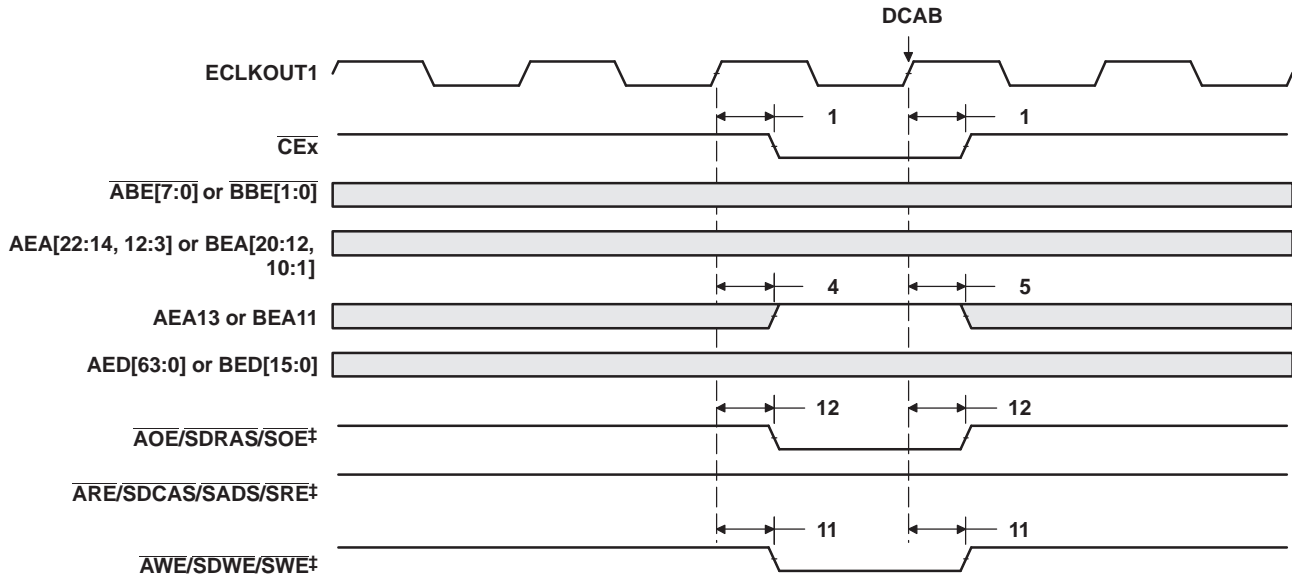 DCAB
ECLKOUT1
1 1
CEx
ABE[7:0] or BBE[1:0]
AEA[22:14, 12:3] or BEA[20:12,
10:1]
4 5
AEA13 or BEA11
AED[63:0] or BED[15:0]
12 12
AOE/SDRAS/SOE‡
ARE/SDCAS/SADS/SRE‡
11 11
AWE/SDWE/SWE‡